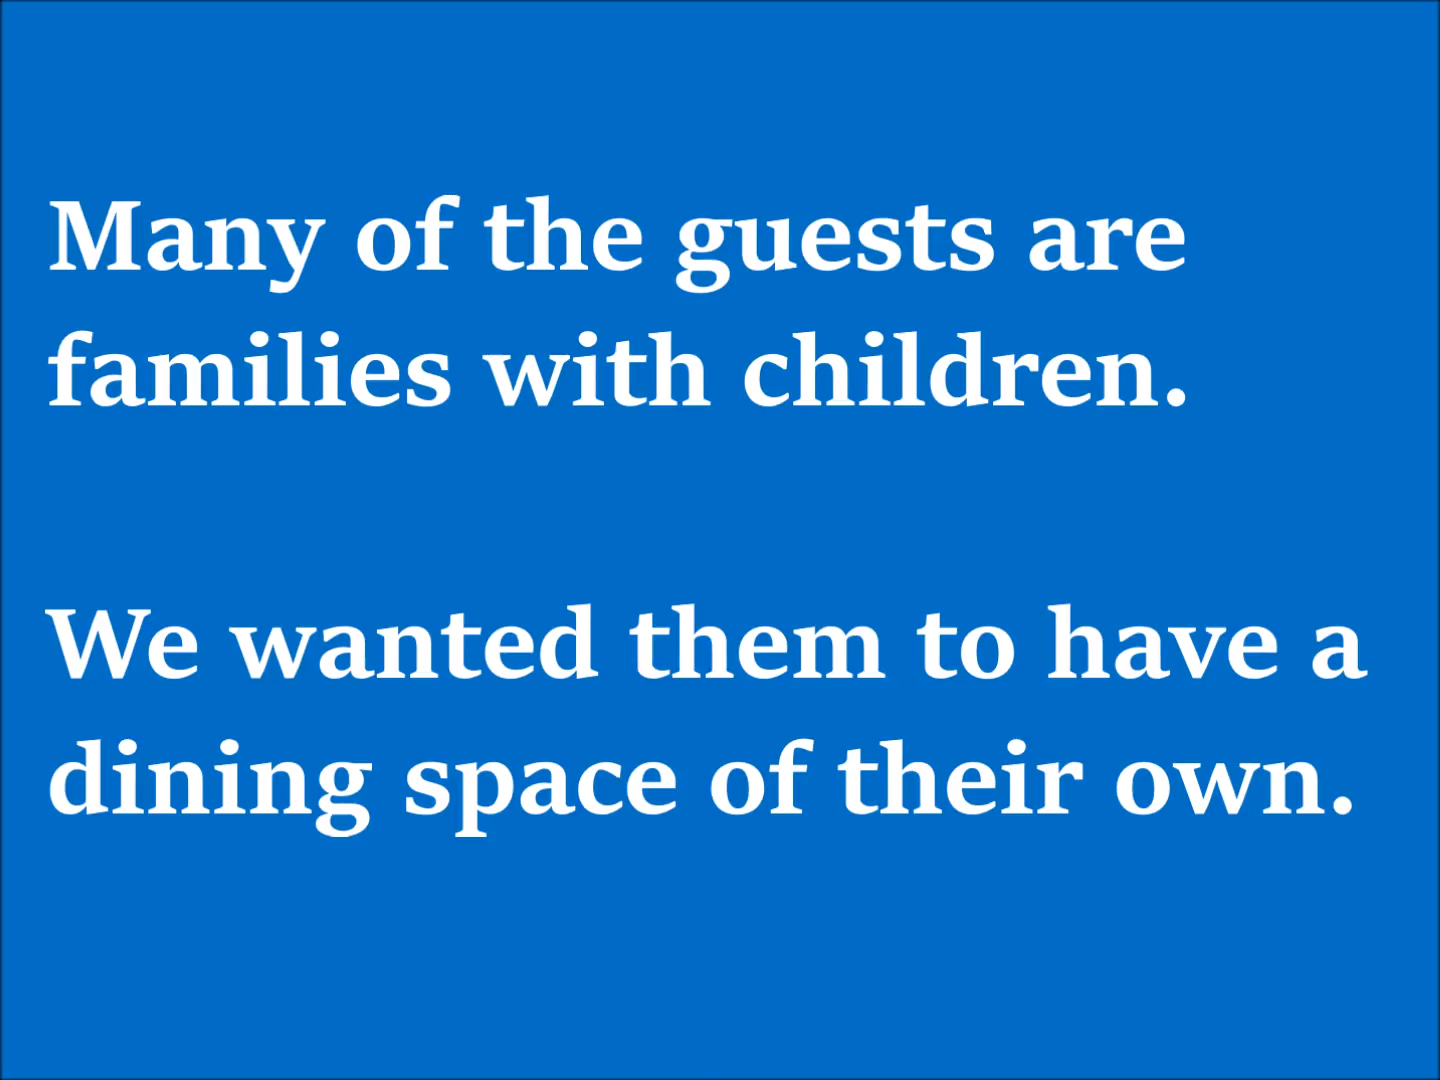 Many of the guests are
families with children.
We wanted them to have a
dining space of their own.